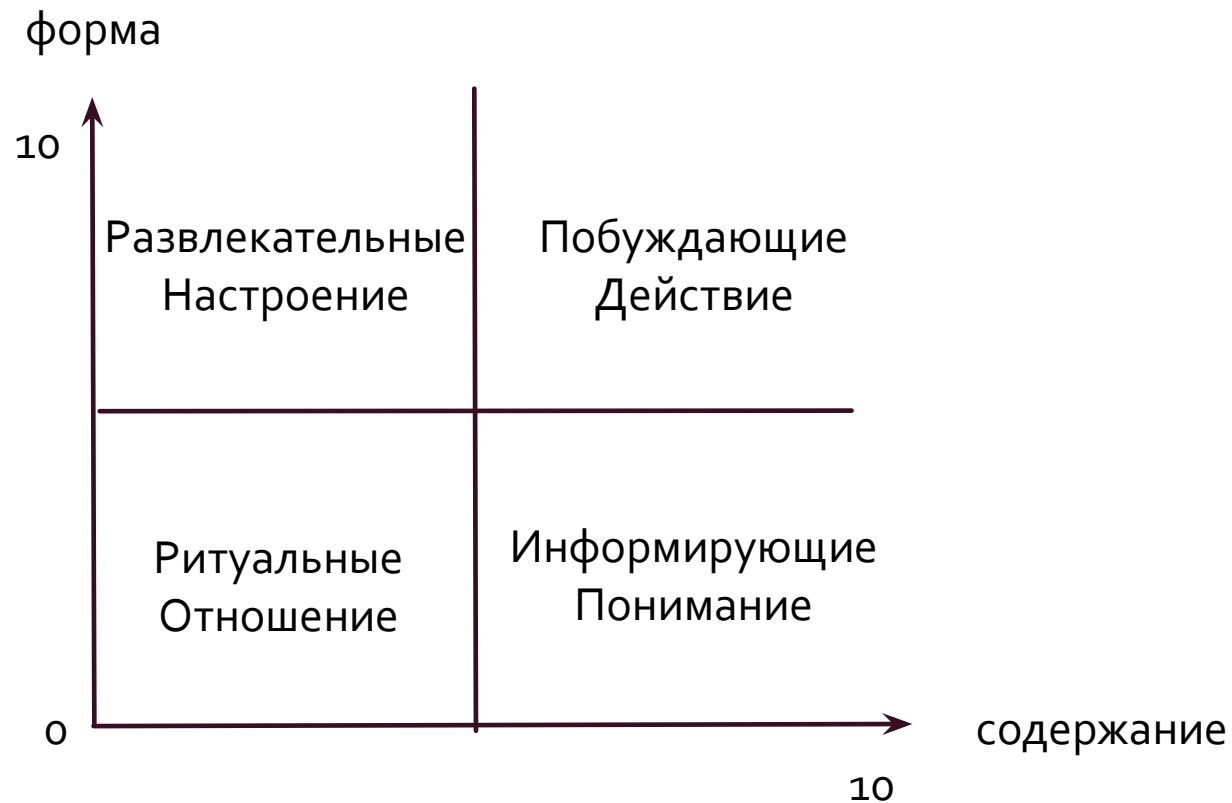 форма
10
Развлекательные
Настроение
Побуждающие
Действие
Ритуальные
Отношение
Информирующие
Понимание
0
содержание
10